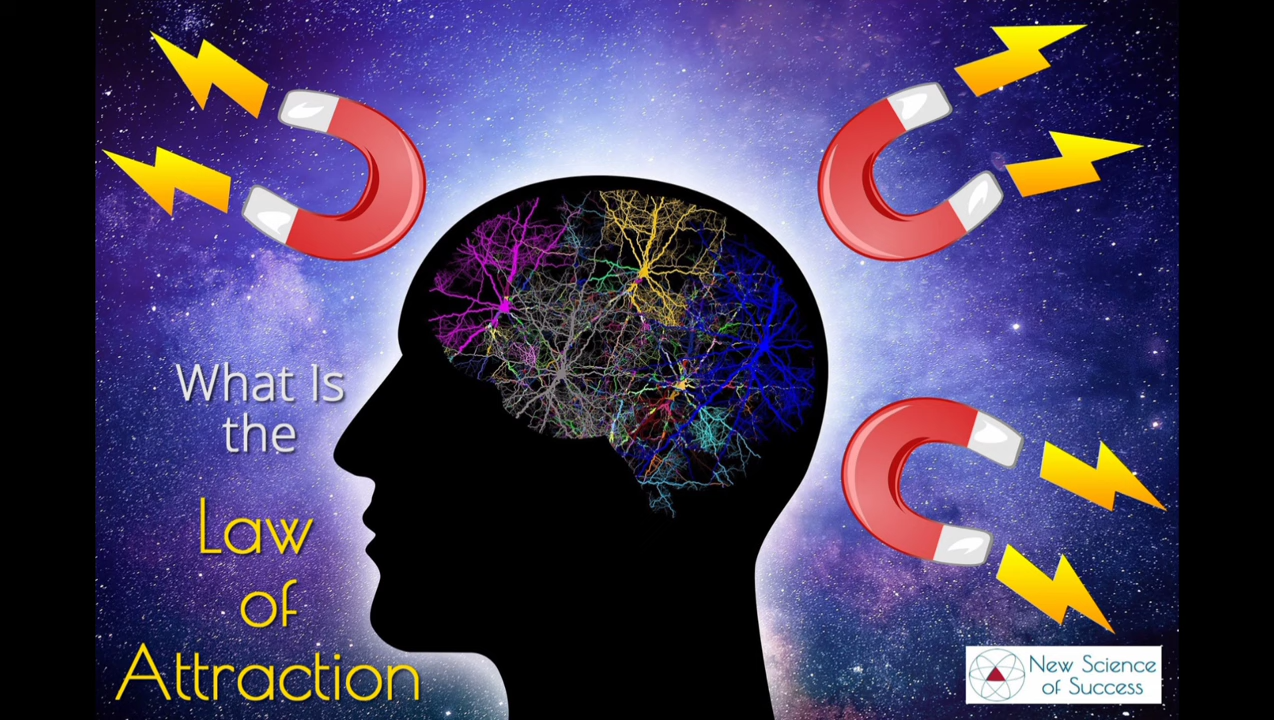 What Is
the
Law
of
Attraction
New Science
of Success